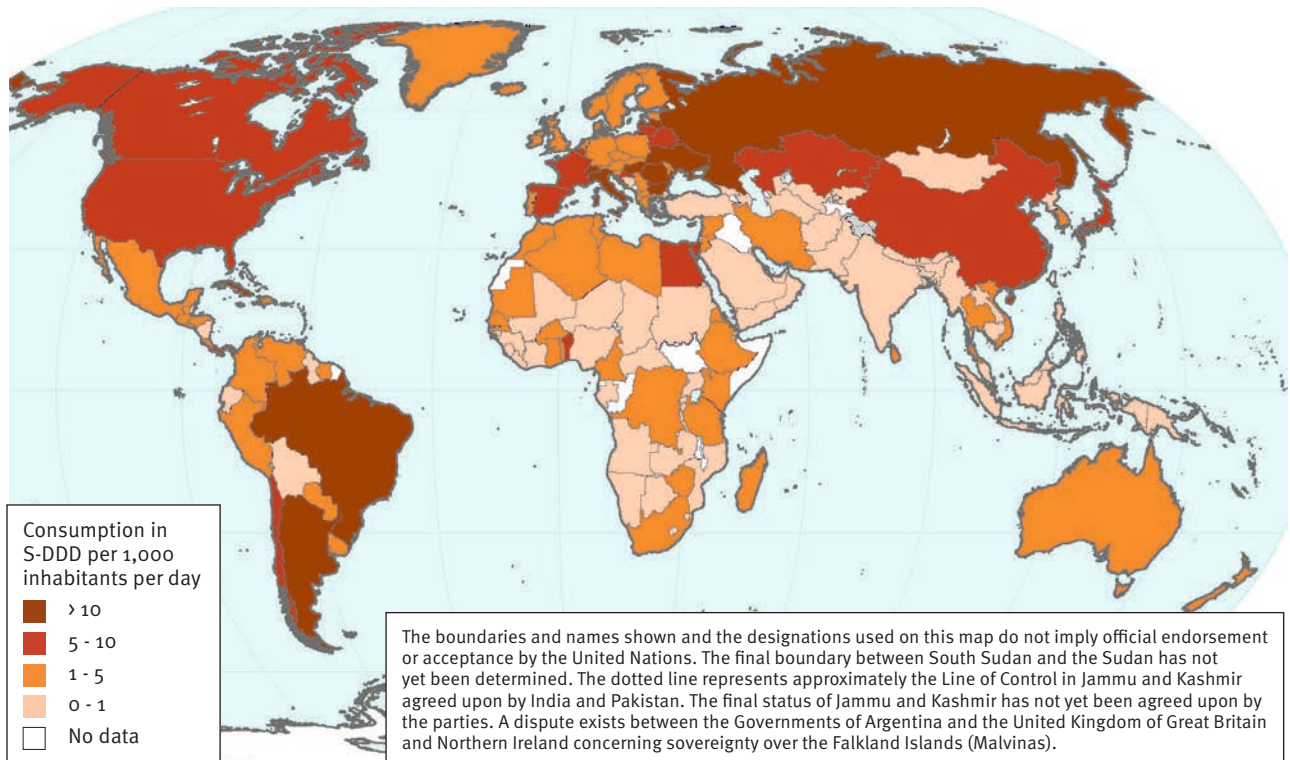 Consumption in
S-DDD per 1,000
inhabitants per day
> 10
5 - 10
1 - 5
0 - 1
No data
The boundaries and names shown and the designations used on this map do not imply official endorsement
or acceptance by the United Nations. The final boundary between South Sudan and the Sudan has not
yet been determined. The dotted line represents approximately the Line of Control in Jammu and Kashmir
agreed upon by India and Pakistan. The final status of Jammu and Kashmir has not yet been agreed upon by
the parties. A dispute exists between the Governments of Argentina and the United Kingdom of Great Britain
and Northern Ireland concerning sovereignty over the Falkland Islands (Malvinas).